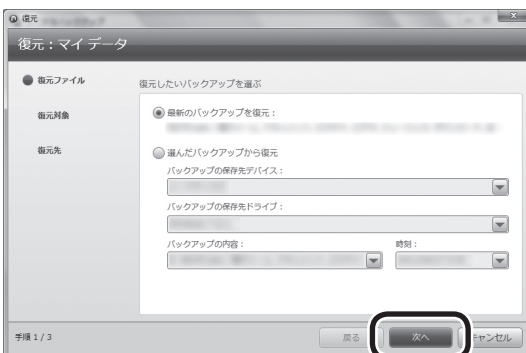 復元
復元：マイ データ
復元ファイル
復元対象
復元先
復元したいバックアップを選ぶ
最新のバックアップを復元：
選んだバックアップから復元
バックアップの保存先デバイス：
バックアップの保存先ドライブ：
バックアップの内容：
時刻：
手順 1 / 3
戻る
次へ
キャンセル